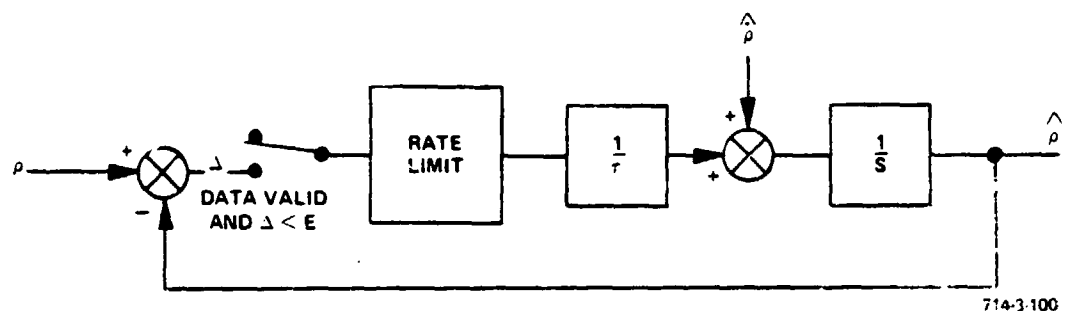 ρ̂̇
+
ρ
+
Δ
−
DATA VALID
AND Δ < E
RATE
LIMIT
1
τ
+
1
S
ρ̂
714-3-100